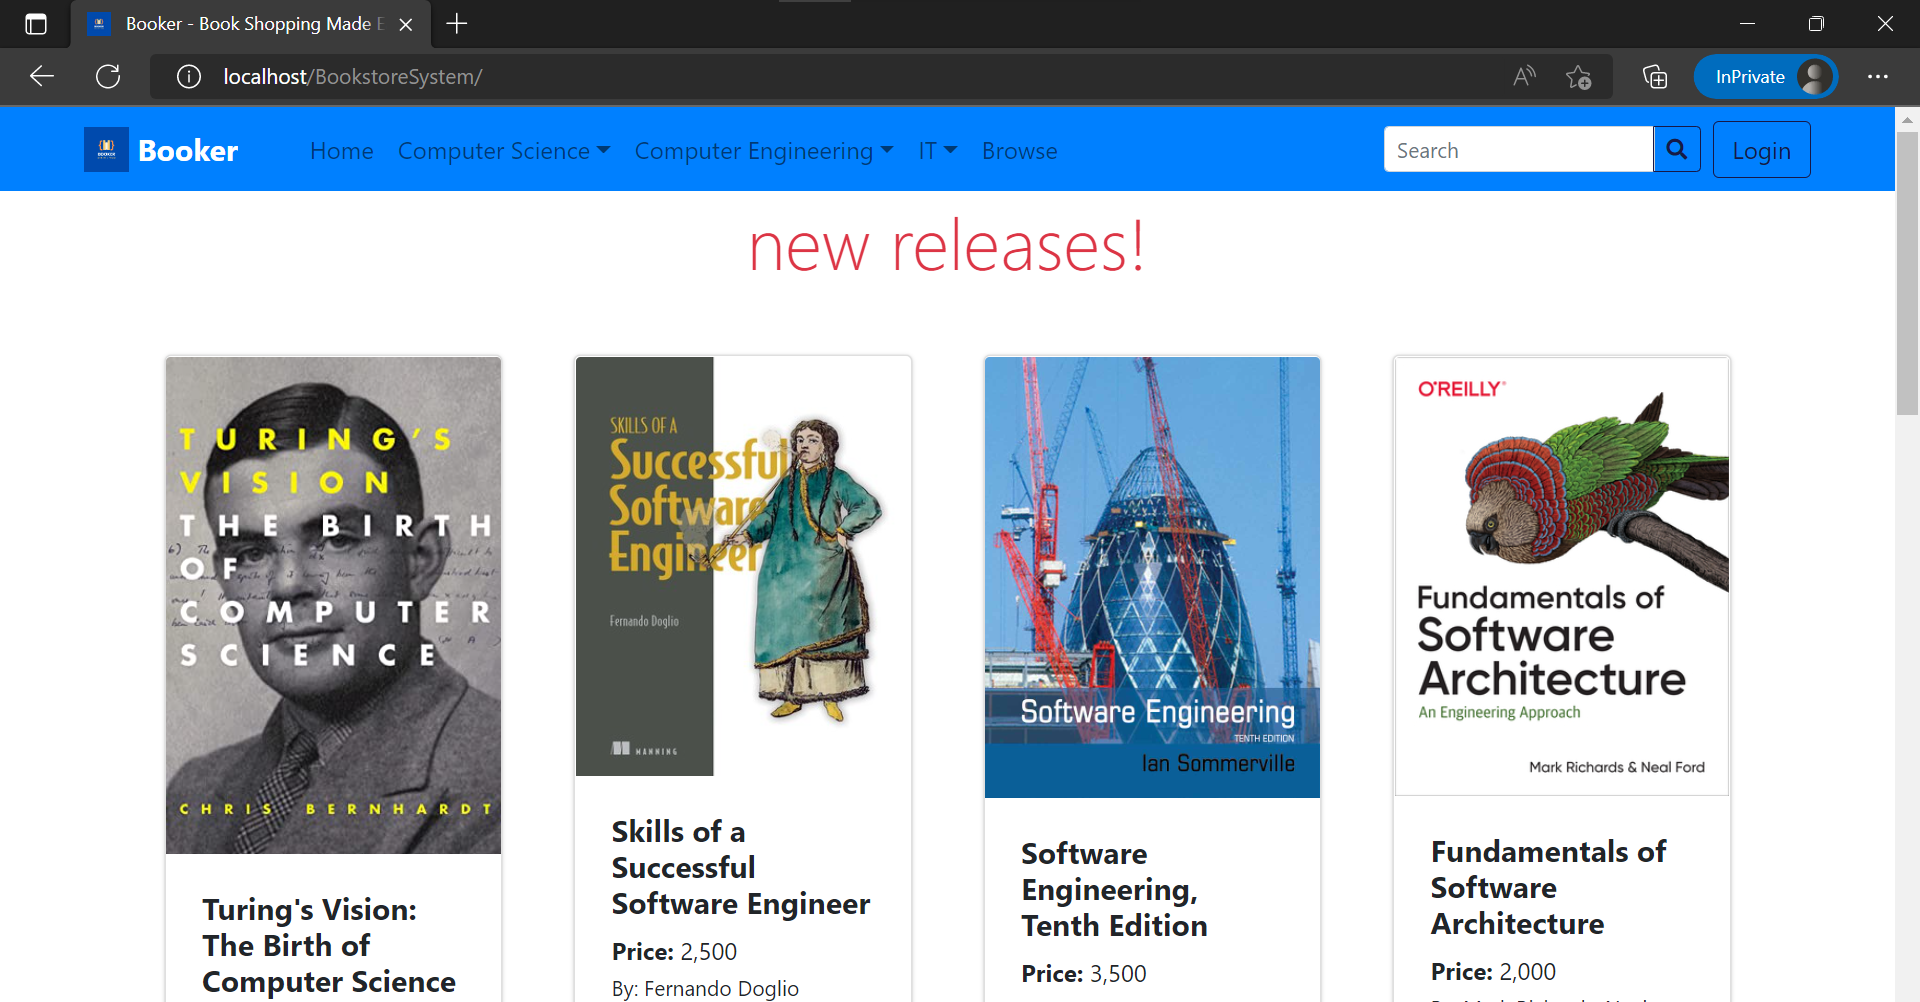 Booker - Book Shopping Made E
localhost/BookstoreSystem/
InPrivate
Booker
Home
Computer Science
Computer Engineering
IT
Browse
Search
Login
new releases!
TURING'S
VISION
THE BIRTH
OF
COMPUTER
SCIENCE
CHRIS BERNHARDT
Turing's Vision:
The Birth of
Computer Science
SKILLS OF A
Successful
Software
Engineer
Fernando Doglio
MANNING
Skills of a
Successful
Software Engineer
Price: 2,500
By: Fernando Doglio
Software Engineering
TENTH EDITION
Ian Sommerville
Software
Engineering,
Tenth Edition
Price: 3,500
O'REILLY
Fundamentals of
Software
Architecture
An Engineering Approach
Mark Richards & Neal Ford
Fundamentals of
Software
Architecture
Price: 2,000